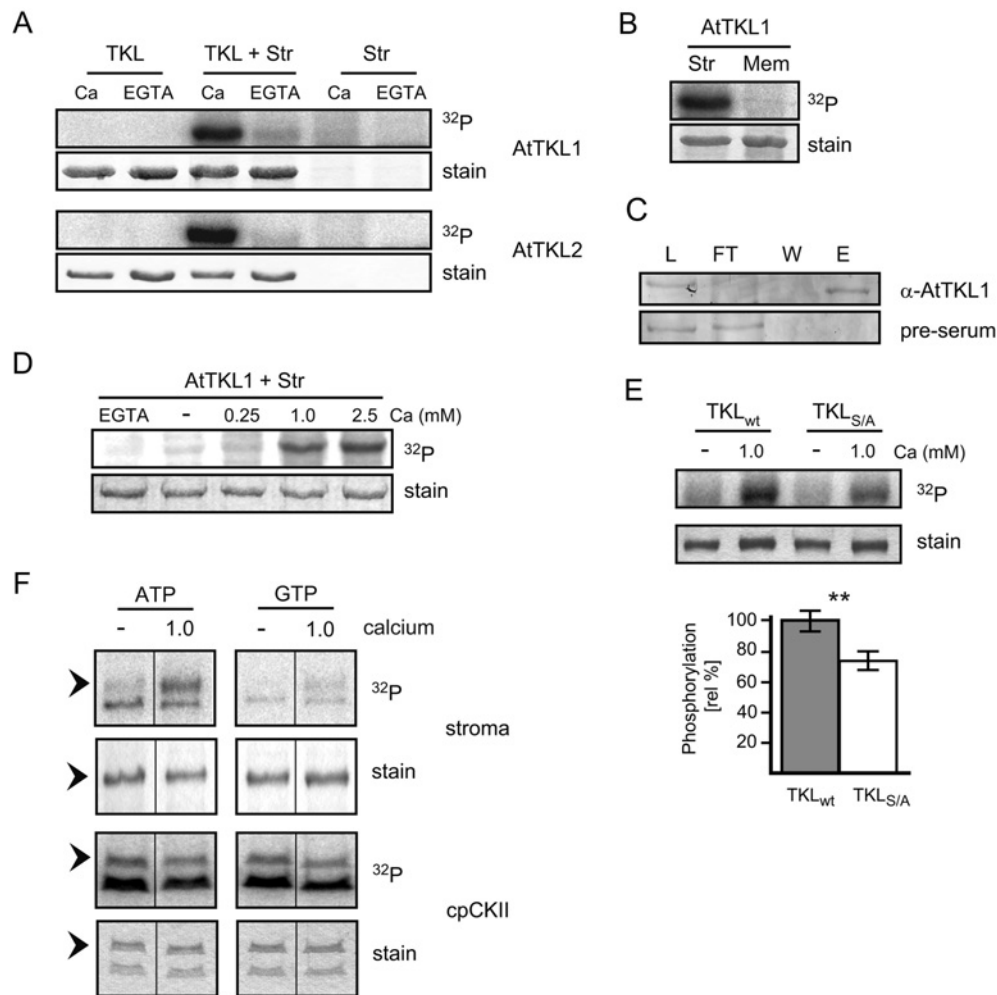 A
TKL TKL + Str Str
Ca EGTA Ca EGTA Ca EGTA
32P
AtTKL1
stain
32P
AtTKL2
stain
B
AtTKL1
Str Mem
32P
stain
C
L FT W E
α-AtTKL1
pre-serum
D
AtTKL1 + Str
EGTA - 0.25 1.0 2.5 Ca (mM)
32P
stain
E
TKLwt TKLS/A
- 1.0 - 1.0 Ca (mM)
32P
stain
**
100
80
60
40
20
Phosphorylation
[rel %]
TKLwt TKLS/A
F
ATP GTP
- 1.0 - 1.0 calcium
32P
stroma
stain
32P
cpCKII
stain